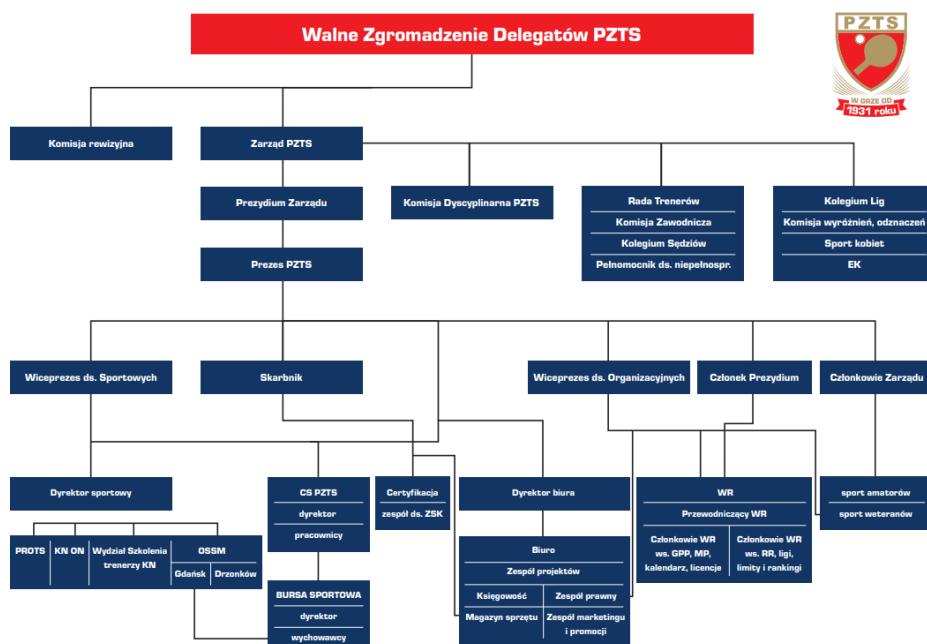 Walne Zgromadzenie Delegatów PZTS
PZTS
W GRZE OD
1931 roku
Komisja rewizyjna
Zarząd PZTS
Prezydium Zarządu
Komisja Dyscyplinarna PZTS
Rada Trenerów
Komisja Zawodnicza
Kolegium Sędziów
Pełnomocnik ds. niepełnospr.
Kolegium Lig
Komisja wyróżnień, odznaczeń
Sport kobiet
EK
Prezes PZTS
Wiceprezes ds. Sportowych
Skarbnik
Wiceprezes ds. Organizacyjnych
Członek Prezydium
Członkowie Zarządu
Dyrektor sportowy
CS PZTS
dyrektor
pracownicy
Certyfikacja
zespół ds. ZSK
Dyrektor biura
WR
Przewodniczący WR
Członkowie WR
ws. GPP, MP,
kalendarz, licencje
Członkowie WR
ws. RR, ligi,
limity i rankingi
sport amatorów
sport weteranów
PROTS
KN ON
Wydział Szkolenia
trenerzy KN
OSSM
Gdańsk
Drzonków
BURSA SPORTOWA
dyrektor
wychowawcy
Biuro
Zespół projektów
Księgowość
Zespół prawny
Magazyn sprzętu
Zespół marketingu
i promocji